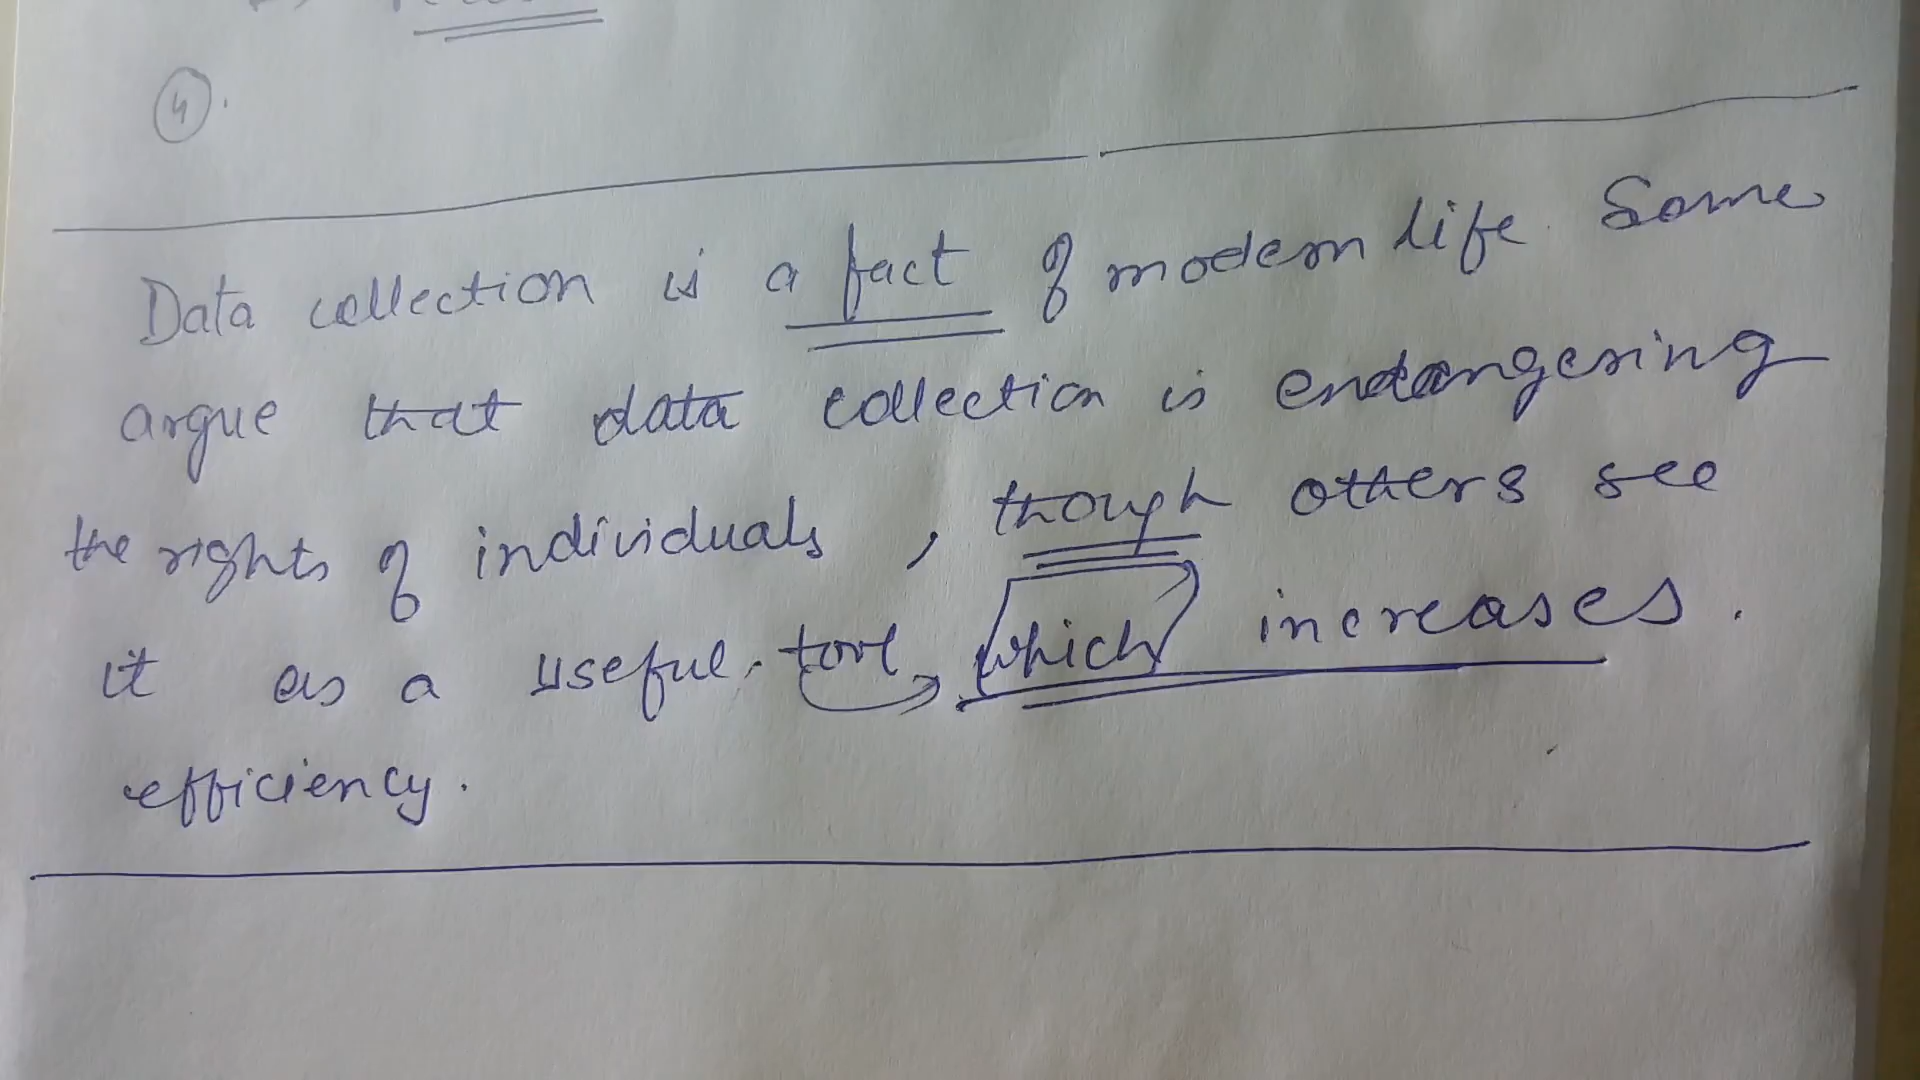 4.
Data collection is a fact of modern life. Some
argue that data collection is endangering
the rights of individuals, though others see
it as a useful tool which increases.
efficiency.